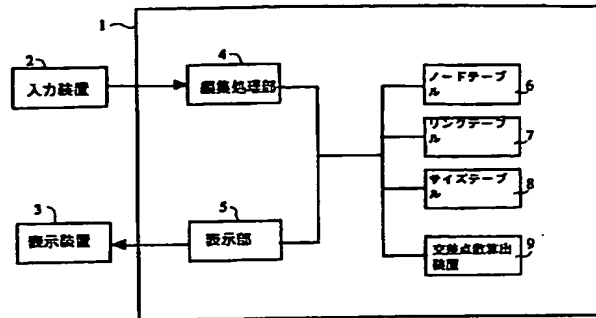 1
2
入力装置
4
編集処理部
ノードテーブ
ル
6
リンクテーブ
ル
7
サイズテーブ
ル
8
3
表示装置
5
表示部
交差点数算出
装置
9